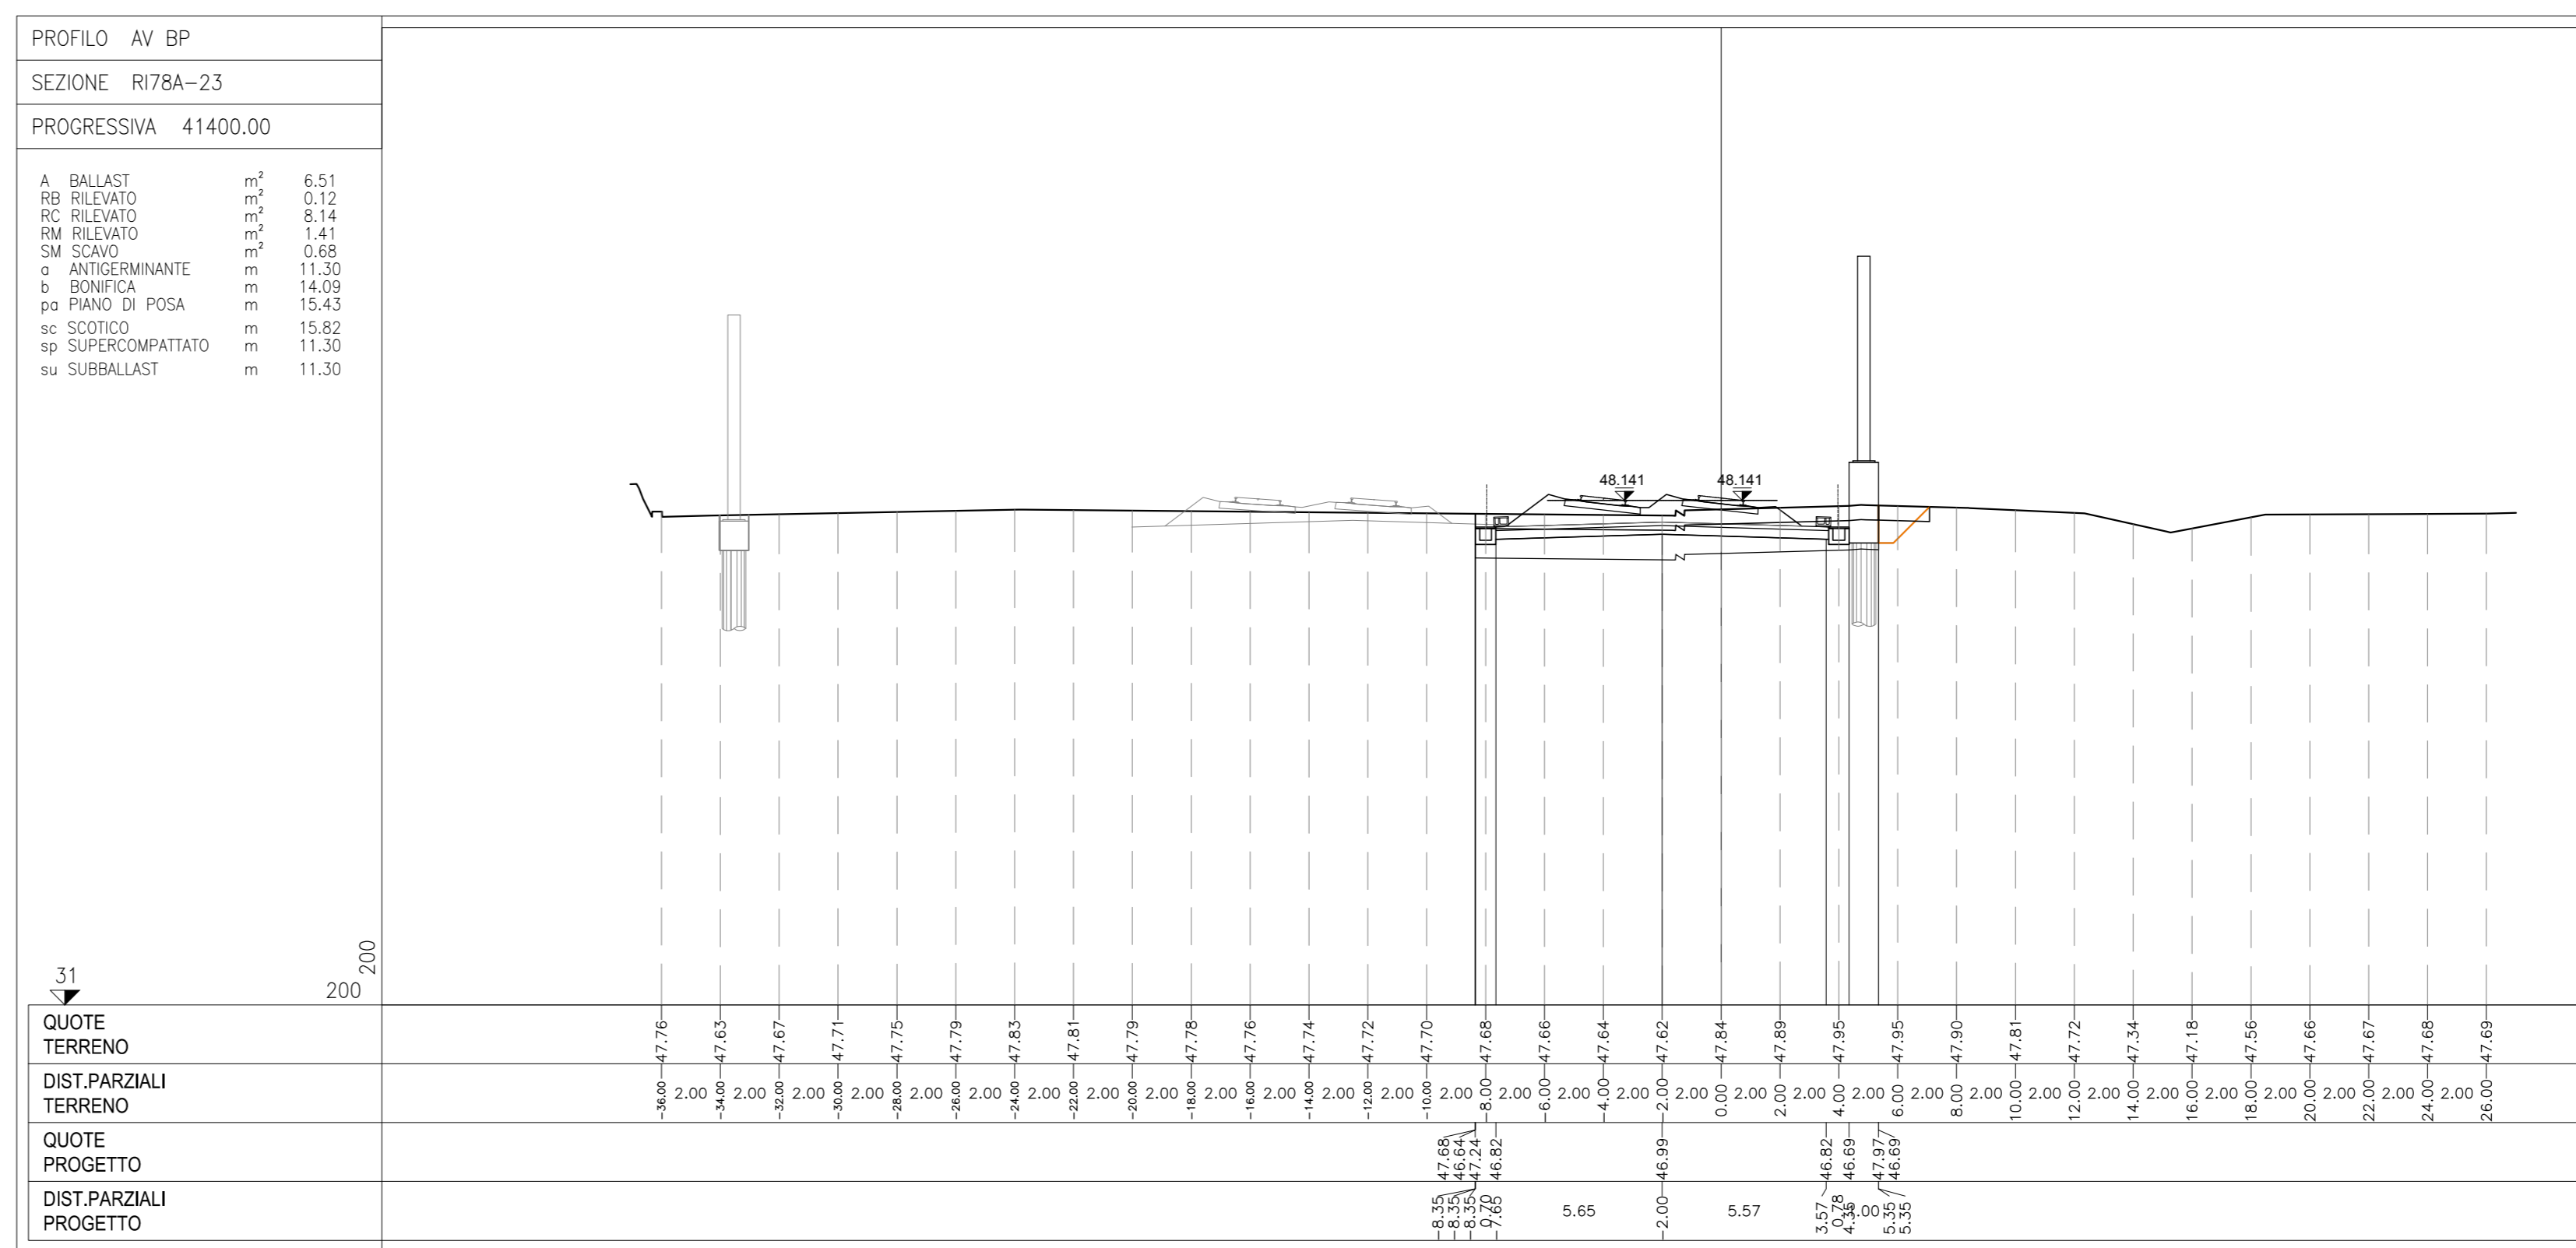 PROFILO AV BP
SEZIONE RI78A-23
PROGRESSIVA 41400.00
A BALLAST m² 6.51
RB RILEVATO m² 0.12
RC RILEVATO m² 8.14
RM RILEVATO m² 1.41
SM SCAVO m² 0.68
a ANTIGERMINANTE m 11.30
b BONIFICA m 14.09
pa PIANO DI POSA m 15.43
sc SCOTICO m 15.82
sp SUPERCOMPATTATO m 11.30
su SUBBALLAST m 11.30
48.141 48.141
31
200
200
QUOTE
TERRENO
47.76 47.63 47.67 47.71 47.75 47.79 47.83 47.81 47.79 47.78 47.76 47.74 47.72 47.70 47.68 47.66 47.64 47.62 47.84 47.89 47.95 47.95 47.90 47.81 47.72 47.34 47.18 47.56 47.66 47.67 47.68 47.69
DIST.PARZIALI
TERRENO
-36.00 2.00 -34.00 2.00 -32.00 2.00 -30.00 2.00 -28.00 2.00 -26.00 2.00 -24.00 2.00 -22.00 2.00 -20.00 2.00 -18.00 2.00 -16.00 2.00 -14.00 2.00 -12.00 2.00 -10.00 2.00 -8.00 2.00 -6.00 2.00 -4.00 2.00 -2.00 2.00 0.00 2.00 2.00 2.00 4.00 2.00 6.00 2.00 8.00 2.00 10.00 2.00 12.00 2.00 14.00 2.00 16.00 2.00 18.00 2.00 20.00 2.00 22.00 2.00 24.00 2.00 26.00
QUOTE
PROGETTO
47.68 46.64 47.24 46.82 46.99 46.82 46.69 47.97 46.69
DIST.PARZIALI
PROGETTO
-8.35 -8.35 -8.35 0.70 -7.65 5.65 -2.00 5.57 3.57 0.78 4.35 1.00 5.35 5.35